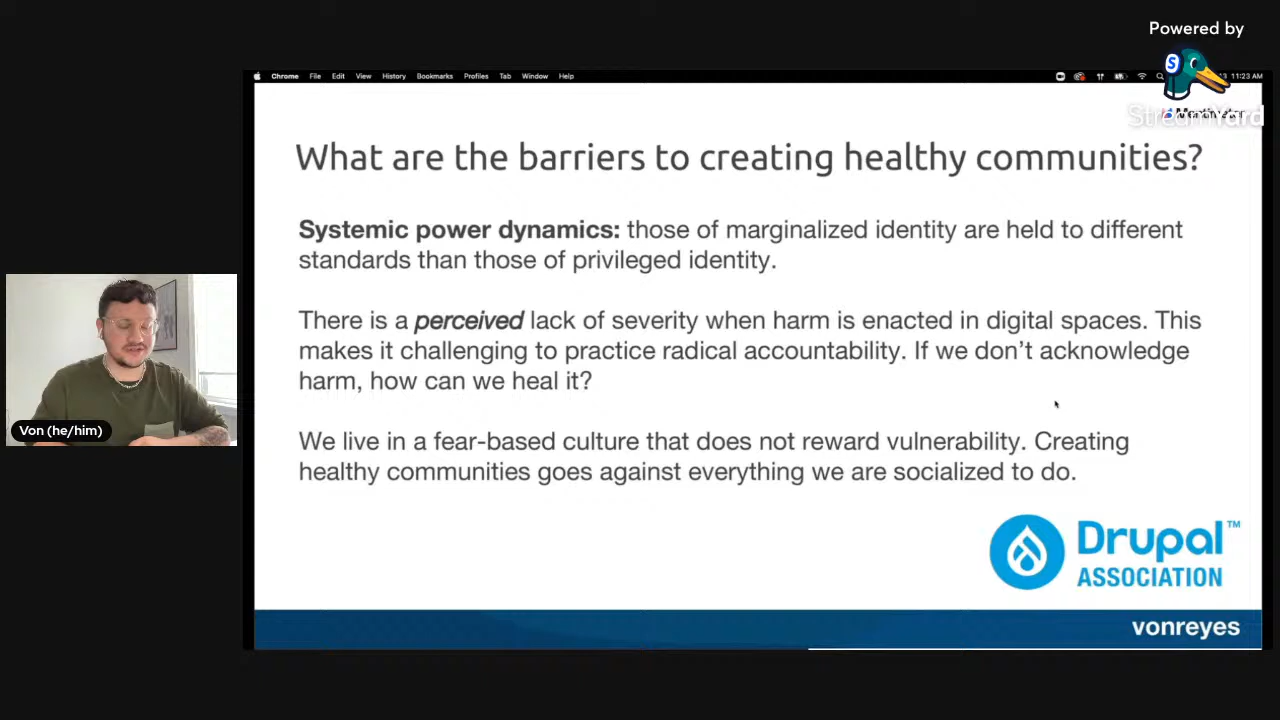 Powered by
StreamYard
Chrome File Edit View History Bookmarks Profiles Tab Window Help
11:23 AM
Mentimeter
What are the barriers to creating healthy communities?
Systemic power dynamics: those of marginalized identity are held to different
standards than those of privileged identity.
There is a perceived lack of severity when harm is enacted in digital spaces. This
makes it challenging to practice radical accountability. If we don’t acknowledge
harm, how can we heal it?
We live in a fear-based culture that does not reward vulnerability. Creating
healthy communities goes against everything we are socialized to do.
Von (he/him)
Drupal™
ASSOCIATION
vonreyes